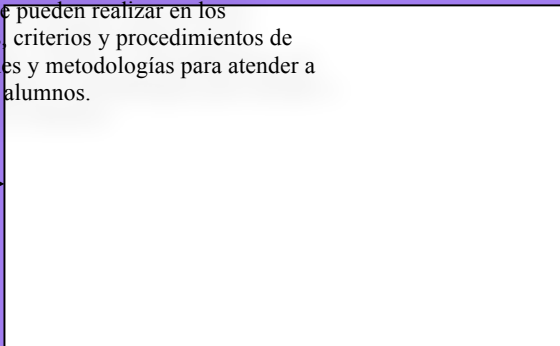 e pueden realizar en los
, criterios y procedimientos de
es y metodologías para atender a
alumnos.